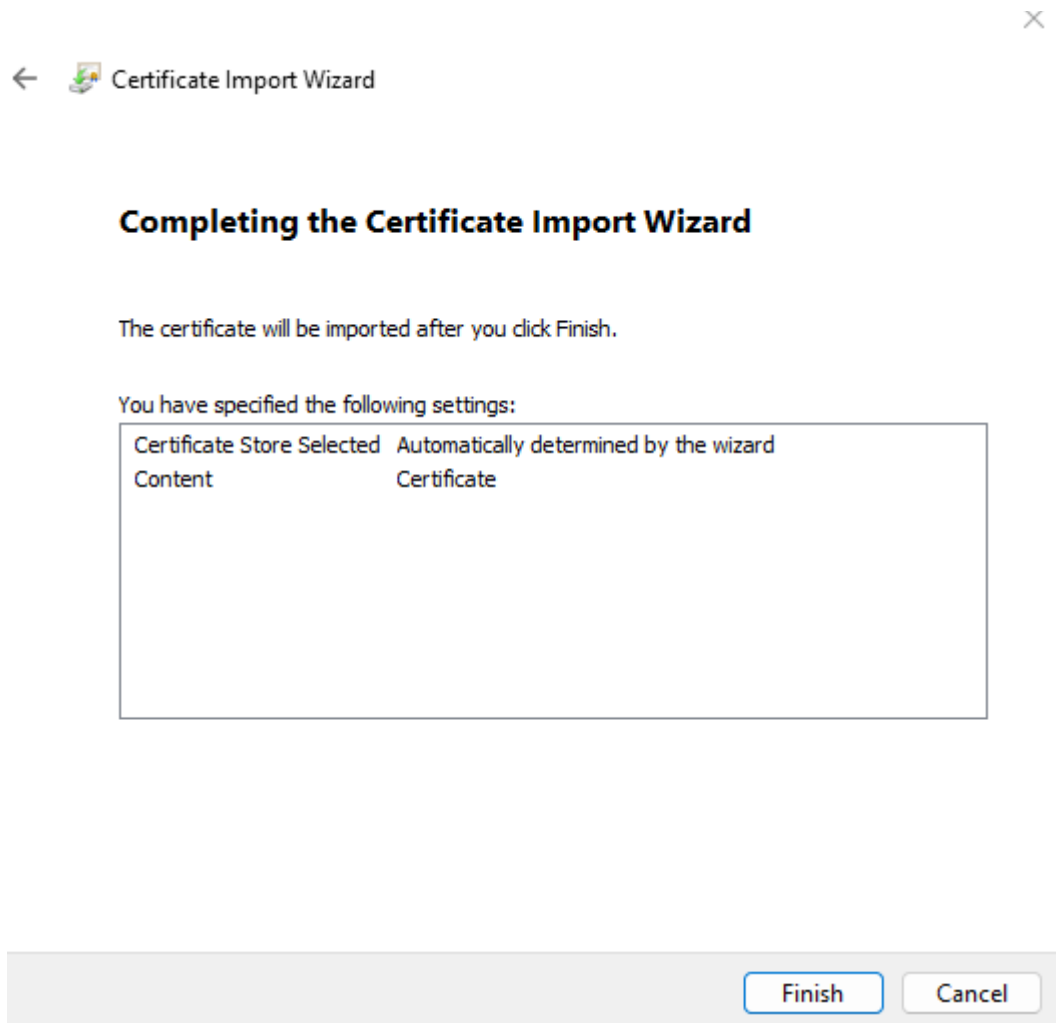 Certificate Import Wizard
Completing the Certificate Import Wizard
The certificate will be imported after you click Finish.
You have specified the following settings:
Certificate Store Selected Automatically determined by the wizard
Content Certificate
Finish Cancel